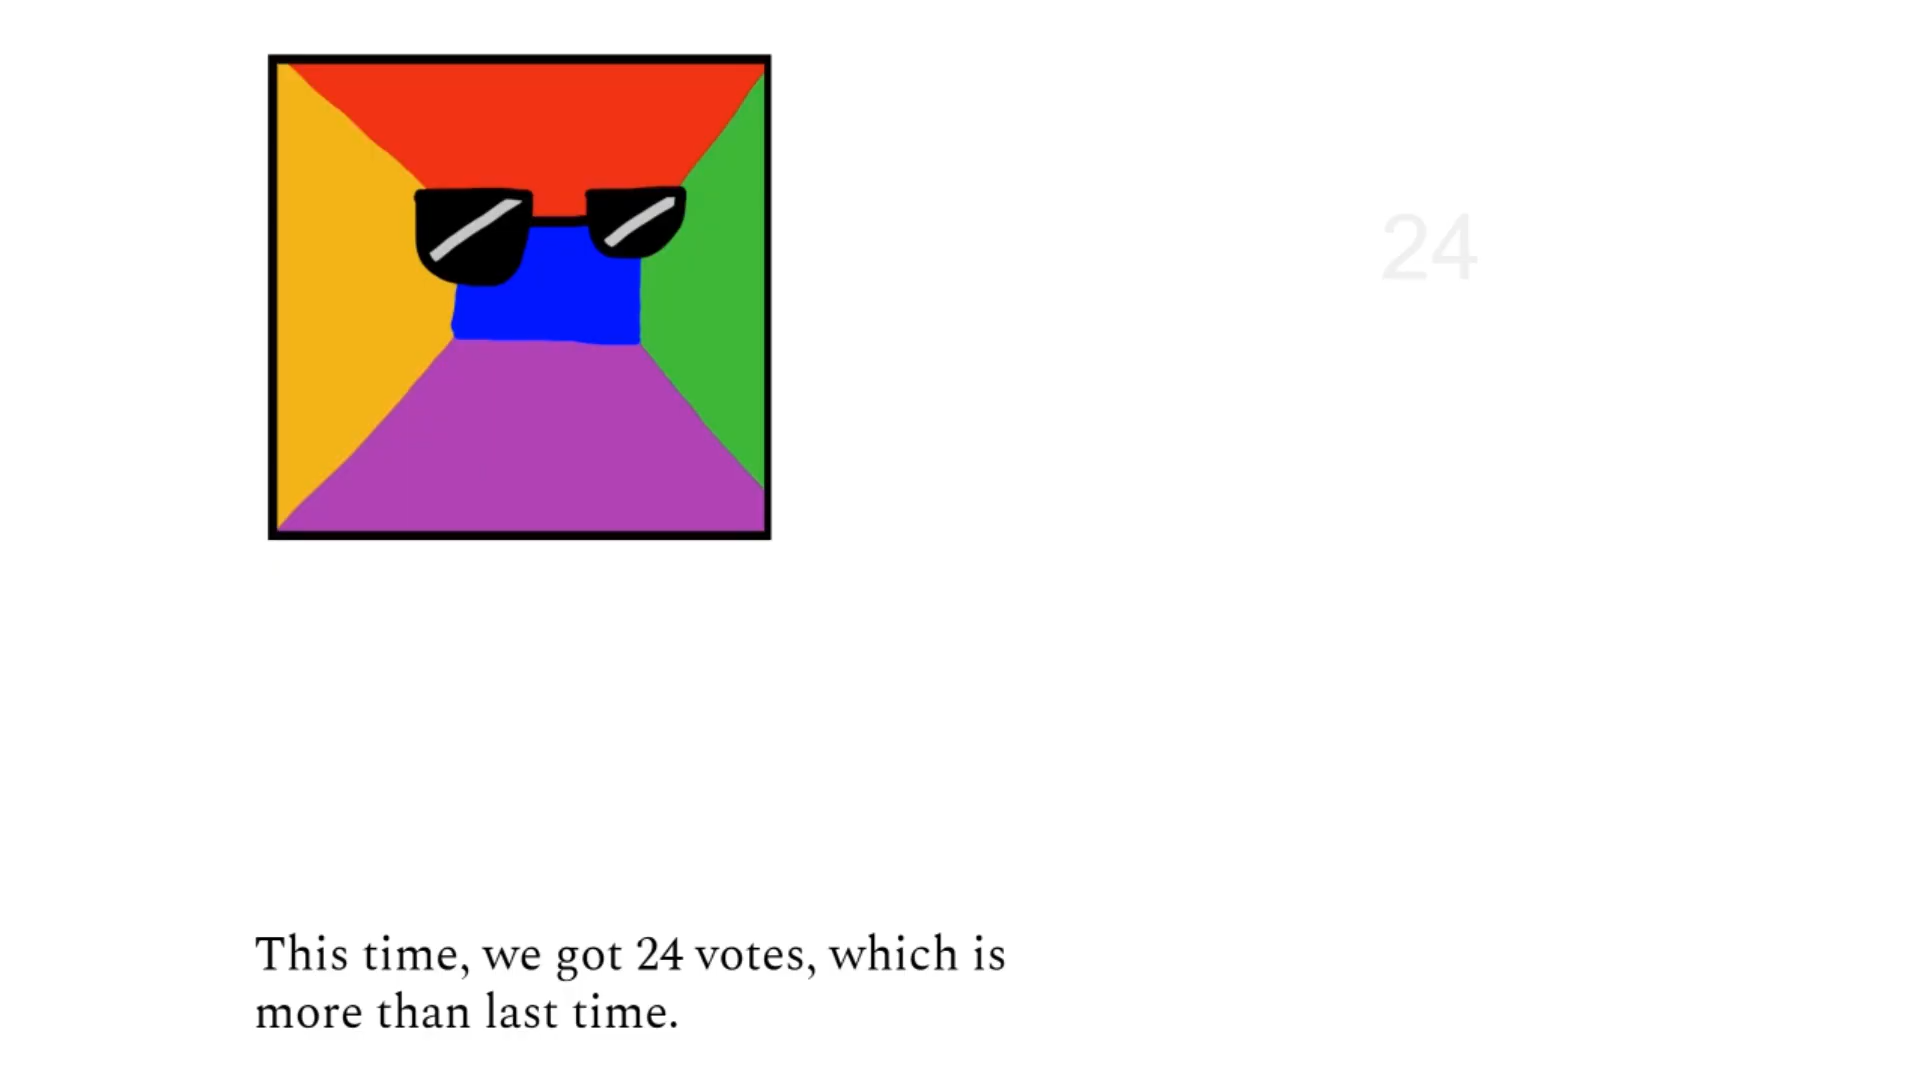 24
This time, we got 24 votes, which is
more than last time.